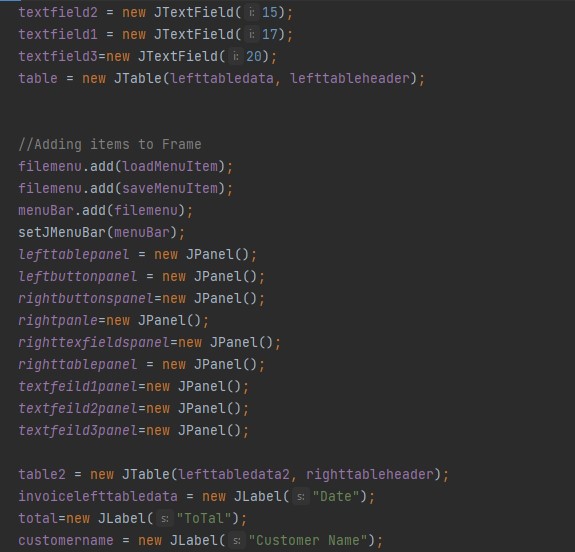 textfield2 = new JTextField( i: 15);
textfield1 = new JTextField( i: 17);
textfield3=new JTextField( i: 20);
table = new JTable(lefttabledata, lefttableheader);
//Adding items to Frame
filemenu.add(loadMenuItem);
filemenu.add(saveMenuItem);
menuBar.add(filemenu);
setJMenuBar(menuBar);
lefttablepanel = new JPanel();
leftbuttonpanel = new JPanel();
rightbuttonspanel=new JPanel();
rightpanle=new JPanel();
righttexfieldspanel=new JPanel();
righttablepanel = new JPanel();
textfeild1panel=new JPanel();
textfeild2panel=new JPanel();
textfeild3panel=new JPanel();
table2 = new JTable(lefttabledata2, righttableheader);
invoicelefttabledata = new JLabel( s: "Date");
total=new JLabel( s: "ToTal");
customername = new JLabel( s: "Customer Name");